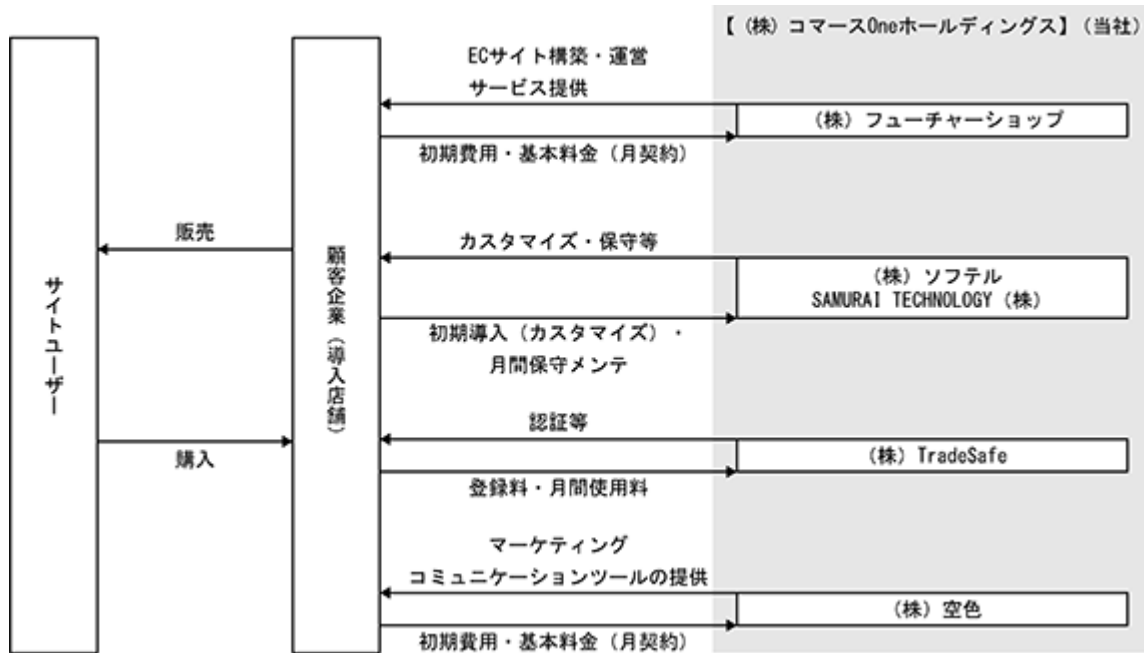 【(株)コマースOneホールディングス】(当社)
ECサイト構築・運営
サービス提供
(株)フューチャーショップ
初期費用・基本料金(月契約)
販売
カスタマイズ・保守等
サイトユーザー
顧客企業(導入店舗)
(株)ソフテル
SAMURAI TECHNOLOGY(株)
初期導入(カスタマイズ)・
月間保守メンテ
購入
認証等
(株)TradeSafe
登録料・月間使用料
マーケティング
コミュニケーションツールの提供
(株)空色
初期費用・基本料金(月契約)